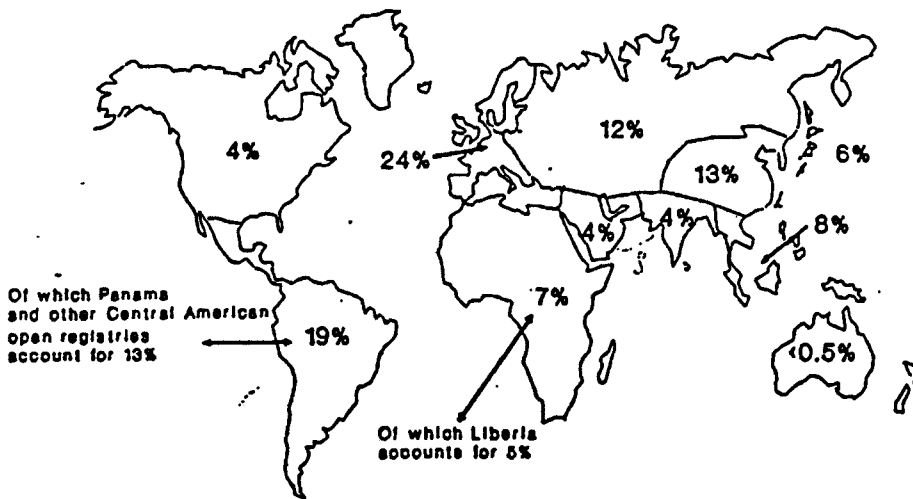 4%
24%
12%
13%
6%
4%
4%
8%
Of which Panama
and other Central American
open registries
account for 13%
19%
7%
<0.5%
Of which Liberia
accounts for 5%